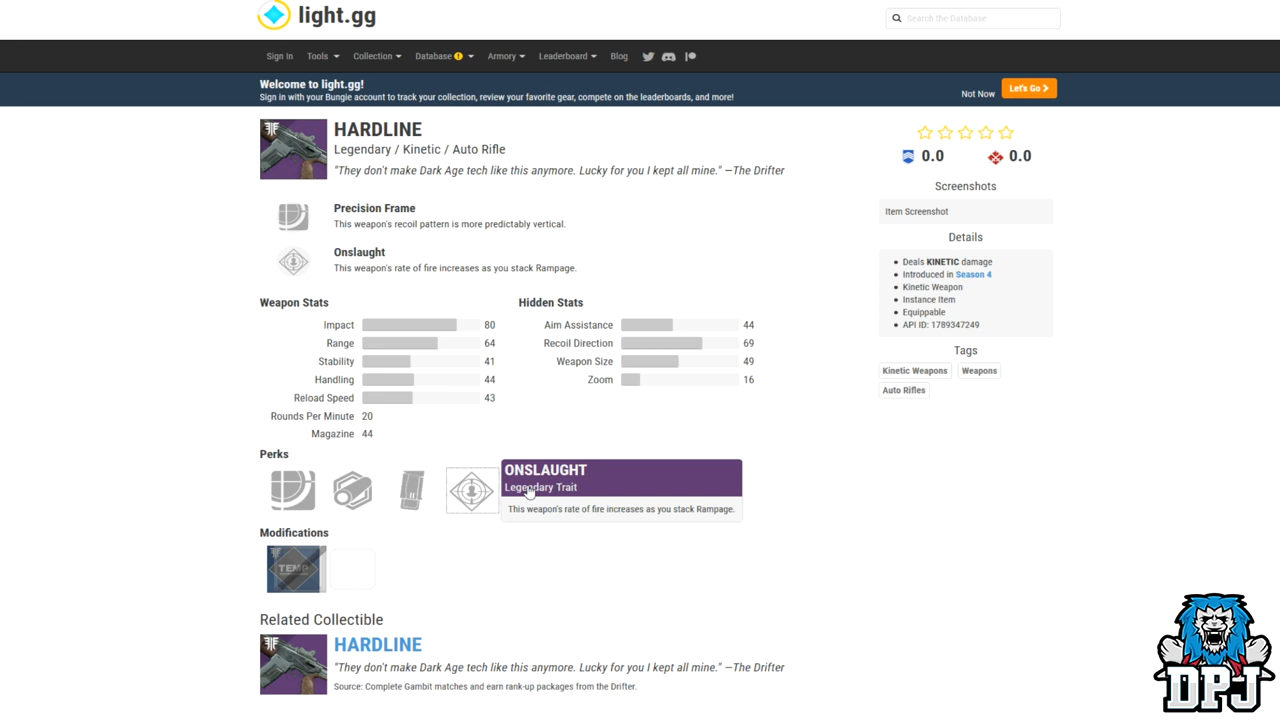 light.gg
Search the Database
Sign In Tools Collection Database Armory Leaderboard Blog
Welcome to light.gg!
Sign in with your Bungie account to track your collection, review your favorite gear, compete on the leaderboards, and more!
Not Now
Let's Go
HARDLINE
Legendary / Kinetic / Auto Rifle
"They don't make Dark Age tech like this anymore. Lucky for you I kept all mine." —The Drifter
Precision Frame
This weapon's recoil pattern is more predictably vertical.
Onslaught
This weapon's rate of fire increases as you stack Rampage.
Weapon Stats
Impact 80
Range 64
Stability 41
Handling 44
Reload Speed 43
Rounds Per Minute 20
Magazine 44
Hidden Stats
Aim Assistance 44
Recoil Direction 69
Weapon Size 49
Zoom 16
Perks
ONSLAUGHT
Legendary Trait
This weapon's rate of fire increases as you stack Rampage.
Modifications
TEMP
Related Collectible
HARDLINE
"They don't make Dark Age tech like this anymore. Lucky for you I kept all mine." —The Drifter
Source: Complete Gambit matches and earn rank-up packages from the Drifter.
0.0 0.0
Screenshots
Item Screenshot
Details
Deals KINETIC damage
Introduced in Season 4
Kinetic Weapon
Instance Item
Equippable
API ID: 1789347249
Tags
Kinetic Weapons Weapons
Auto Rifles
DPJ